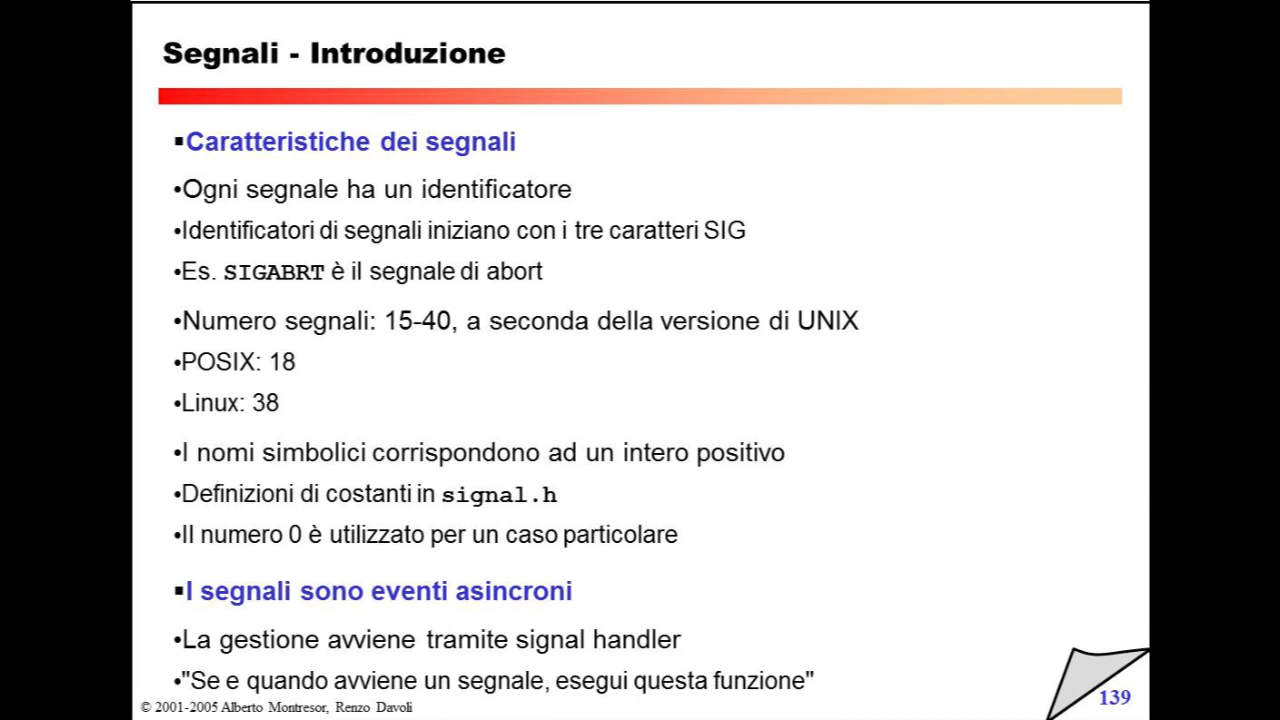 Segnali - Introduzione
▪Caratteristiche dei segnali
•Ogni segnale ha un identificatore
•Identificatori di segnali iniziano con i tre caratteri SIG
•Es. SIGABRT è il segnale di abort
•Numero segnali: 15-40, a seconda della versione di UNIX
•POSIX: 18
•Linux: 38
•I nomi simbolici corrispondono ad un intero positivo
•Definizioni di costanti in signal.h
•Il numero 0 è utilizzato per un caso particolare
▪I segnali sono eventi asincroni
•La gestione avviene tramite signal handler
•"Se e quando avviene un segnale, esegui questa funzione"
© 2001-2005 Alberto Montresor, Renzo Davoli
139